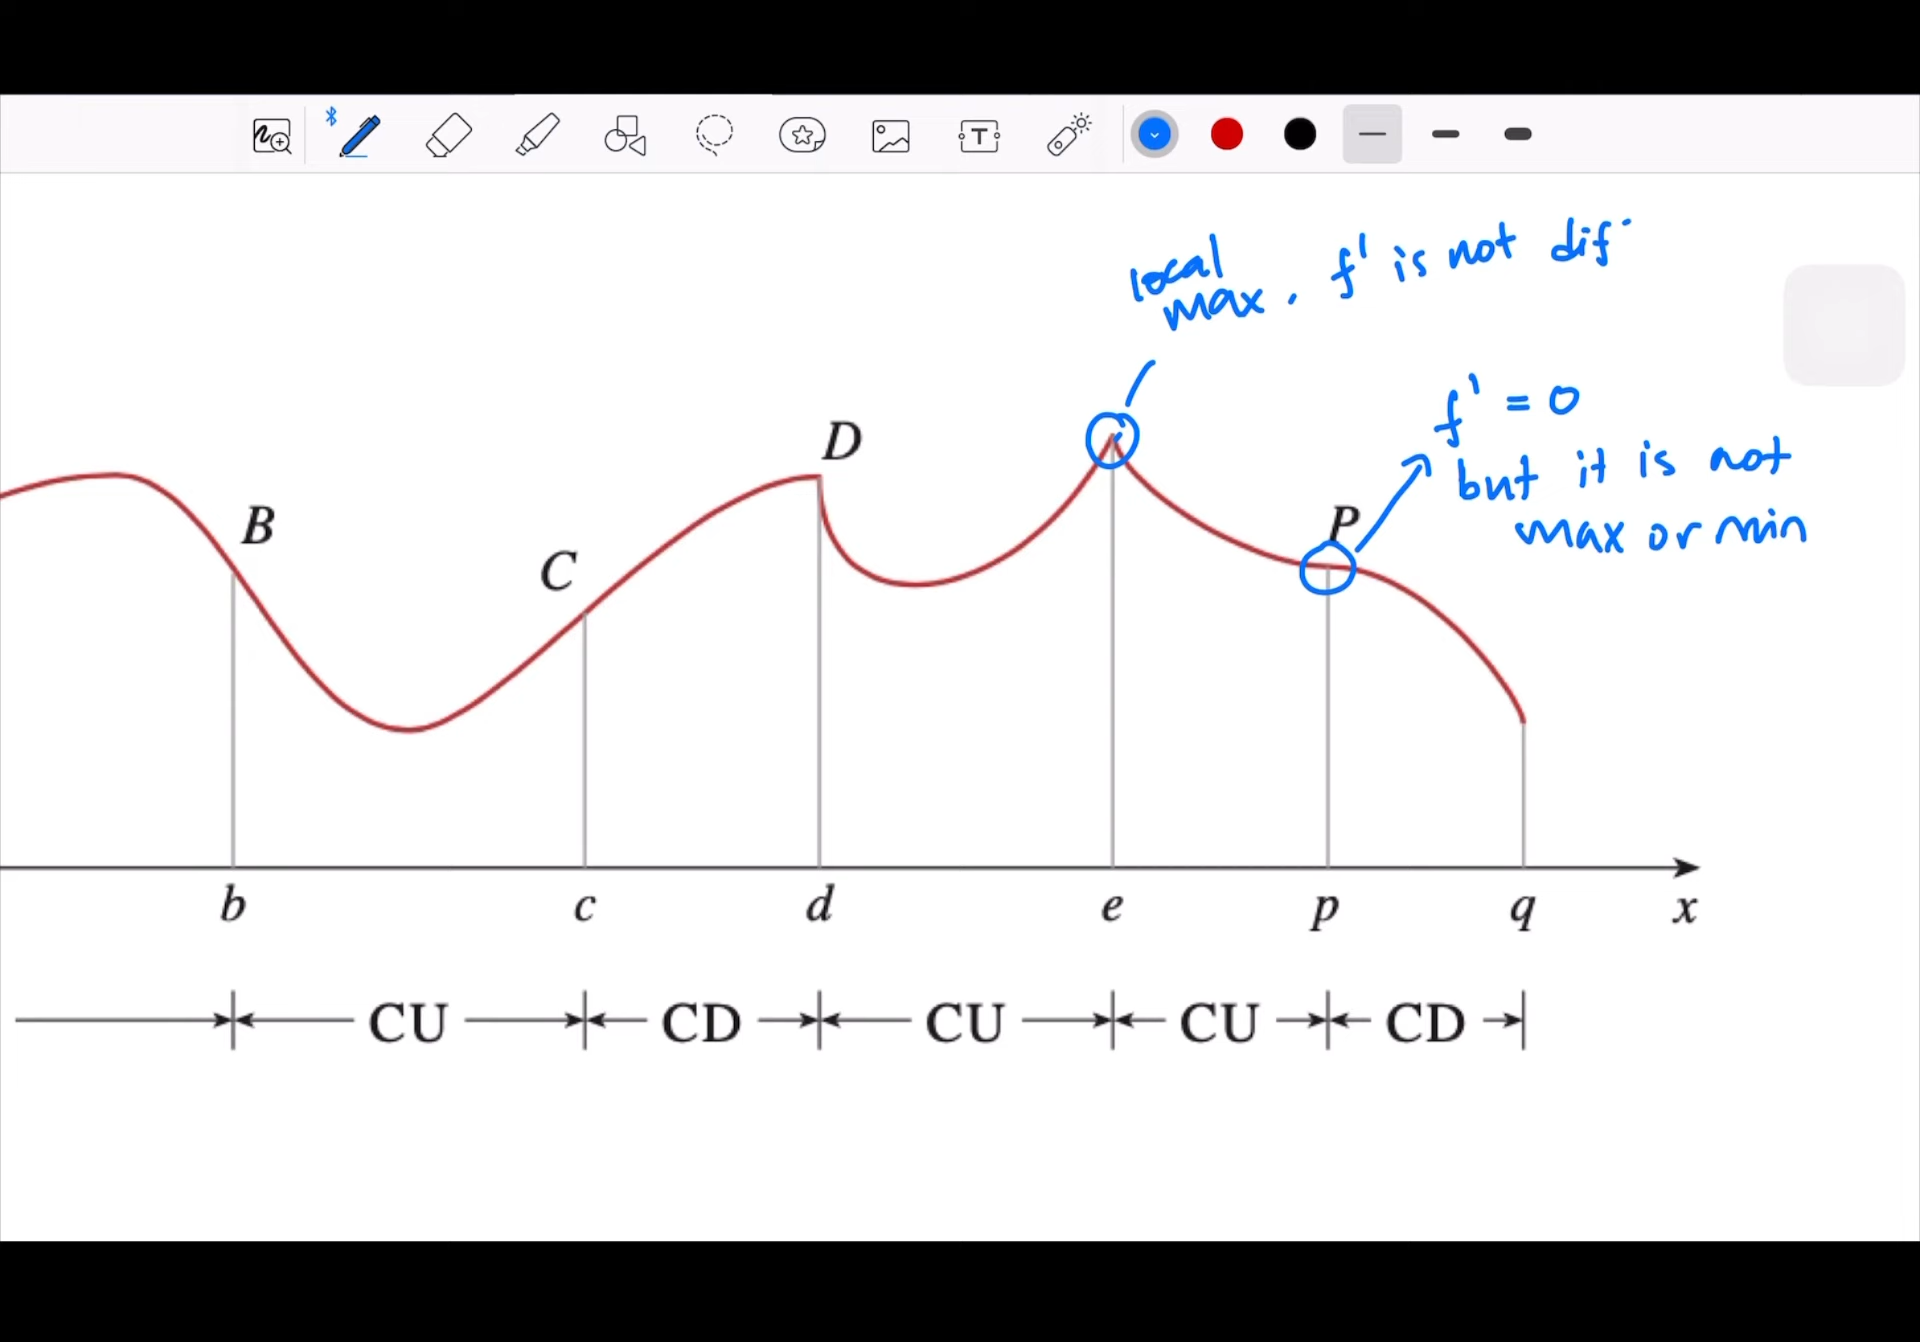 local
max. f' is not dif
f' = 0
but it is not
max or min
D
B
C
P
b c d e p q x
CU CD CU CU CD